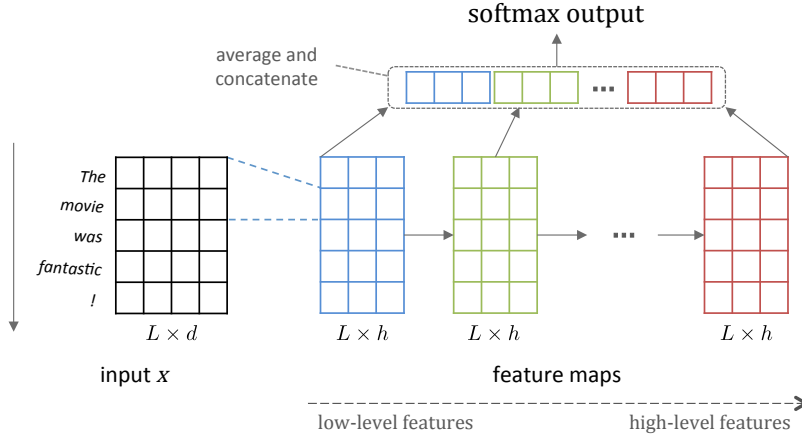 softmax output
average and
concatenate
...
The
movie
was
fantastic
!
...
L × d
L × h
L × h
L × h
input x
feature maps
low-level features
high-level features